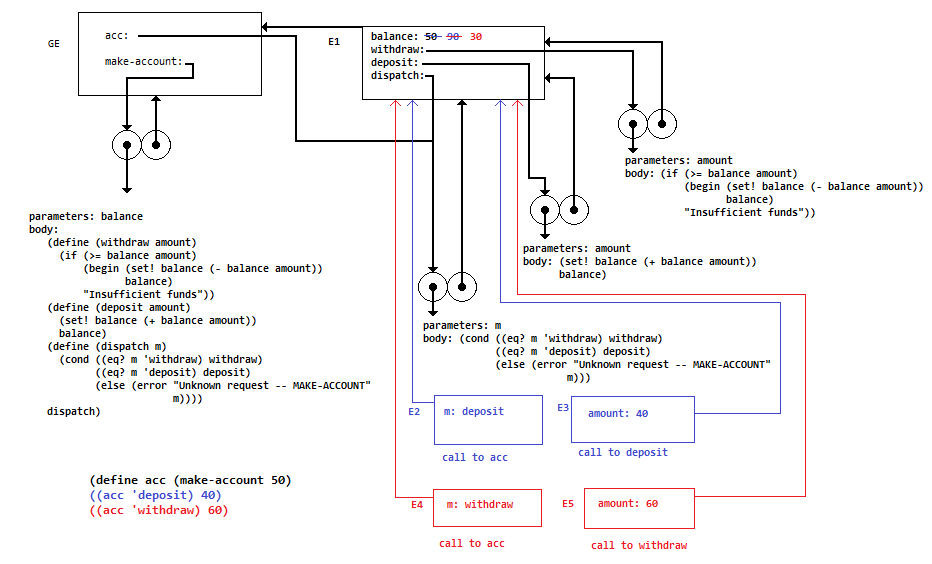 GE
acc:
make-account:
E1
balance: 50 90 30
withdraw:
deposit:
dispatch:
parameters: amount
body: (if (>= balance amount)
(begin (set! balance (- balance amount))
balance)
"Insufficient funds"))
parameters: balance
body:
(define (withdraw amount)
(if (>= balance amount)
(begin (set! balance (- balance amount))
balance)
"Insufficient funds"))
(define (deposit amount)
(set! balance (+ balance amount))
balance)
(define (dispatch m)
(cond ((eq? m 'withdraw) withdraw)
((eq? m 'deposit) deposit)
(else (error "Unknown request -- MAKE-ACCOUNT"
m))))
dispatch)
parameters: amount
body: (set! balance (+ balance amount))
balance)
parameters: m
body: (cond ((eq? m 'withdraw) withdraw)
((eq? m 'deposit) deposit)
(else (error "Unknown request -- MAKE-ACCOUNT"
m)))
E2
m: deposit
call to acc
E3
amount: 40
call to deposit
(define acc (make-account 50)
((acc 'deposit) 40)
((acc 'withdraw) 60)
E4
m: withdraw
call to acc
E5
amount: 60
call to withdraw